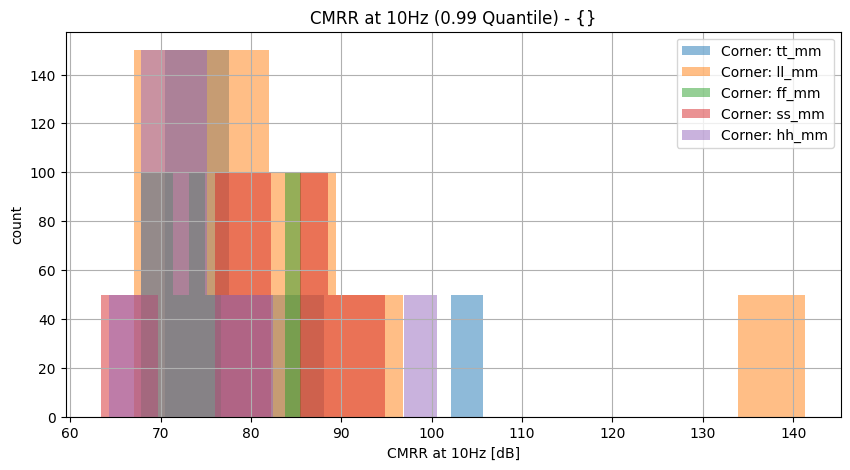 CMRR at 10Hz (0.99 Quantile) - {}
Corner: tt_mm
Corner: ll_mm
Corner: ff_mm
Corner: ss_mm
Corner: hh_mm
140
120
100
80
60
40
20
0
count
60 70 80 90 100 110 120 130 140
CMRR at 10Hz [dB]